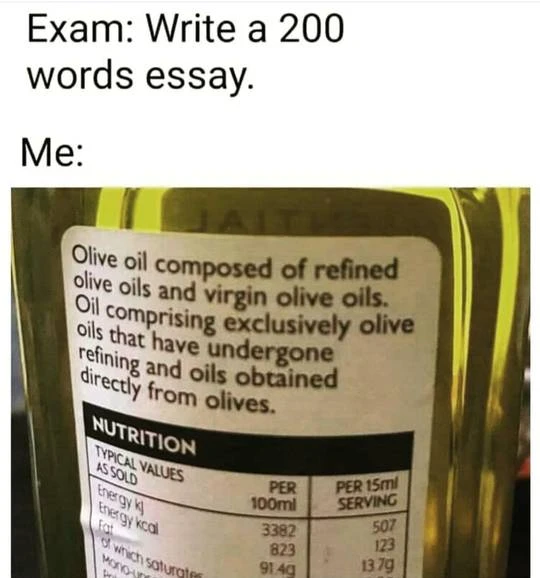 Exam: Write a 200
words essay.
Me:
Olive oil composed of refined
olive oils and virgin olive oils.
Oil comprising exclusively olive
oils that have undergone
refining and oils obtained
directly from olives.
NUTRITION
TYPICAL VALUES
AS SOLD
PER
100ml
PER 15ml
SERVING
Energy kJ 3382 507
Energy kcal 823 123
Fat 91.4g 13.7g
of which saturates